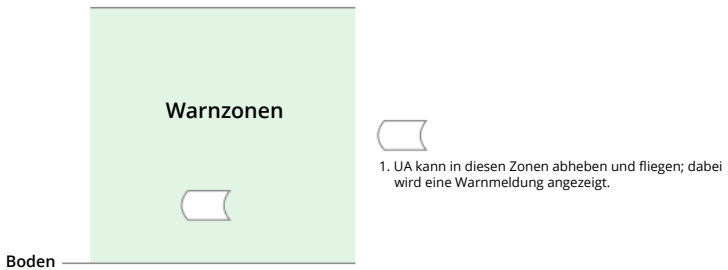 Warnzonen
1. UA kann in diesen Zonen abheben und fliegen; dabei
wird eine Warnmeldung angezeigt.
Boden